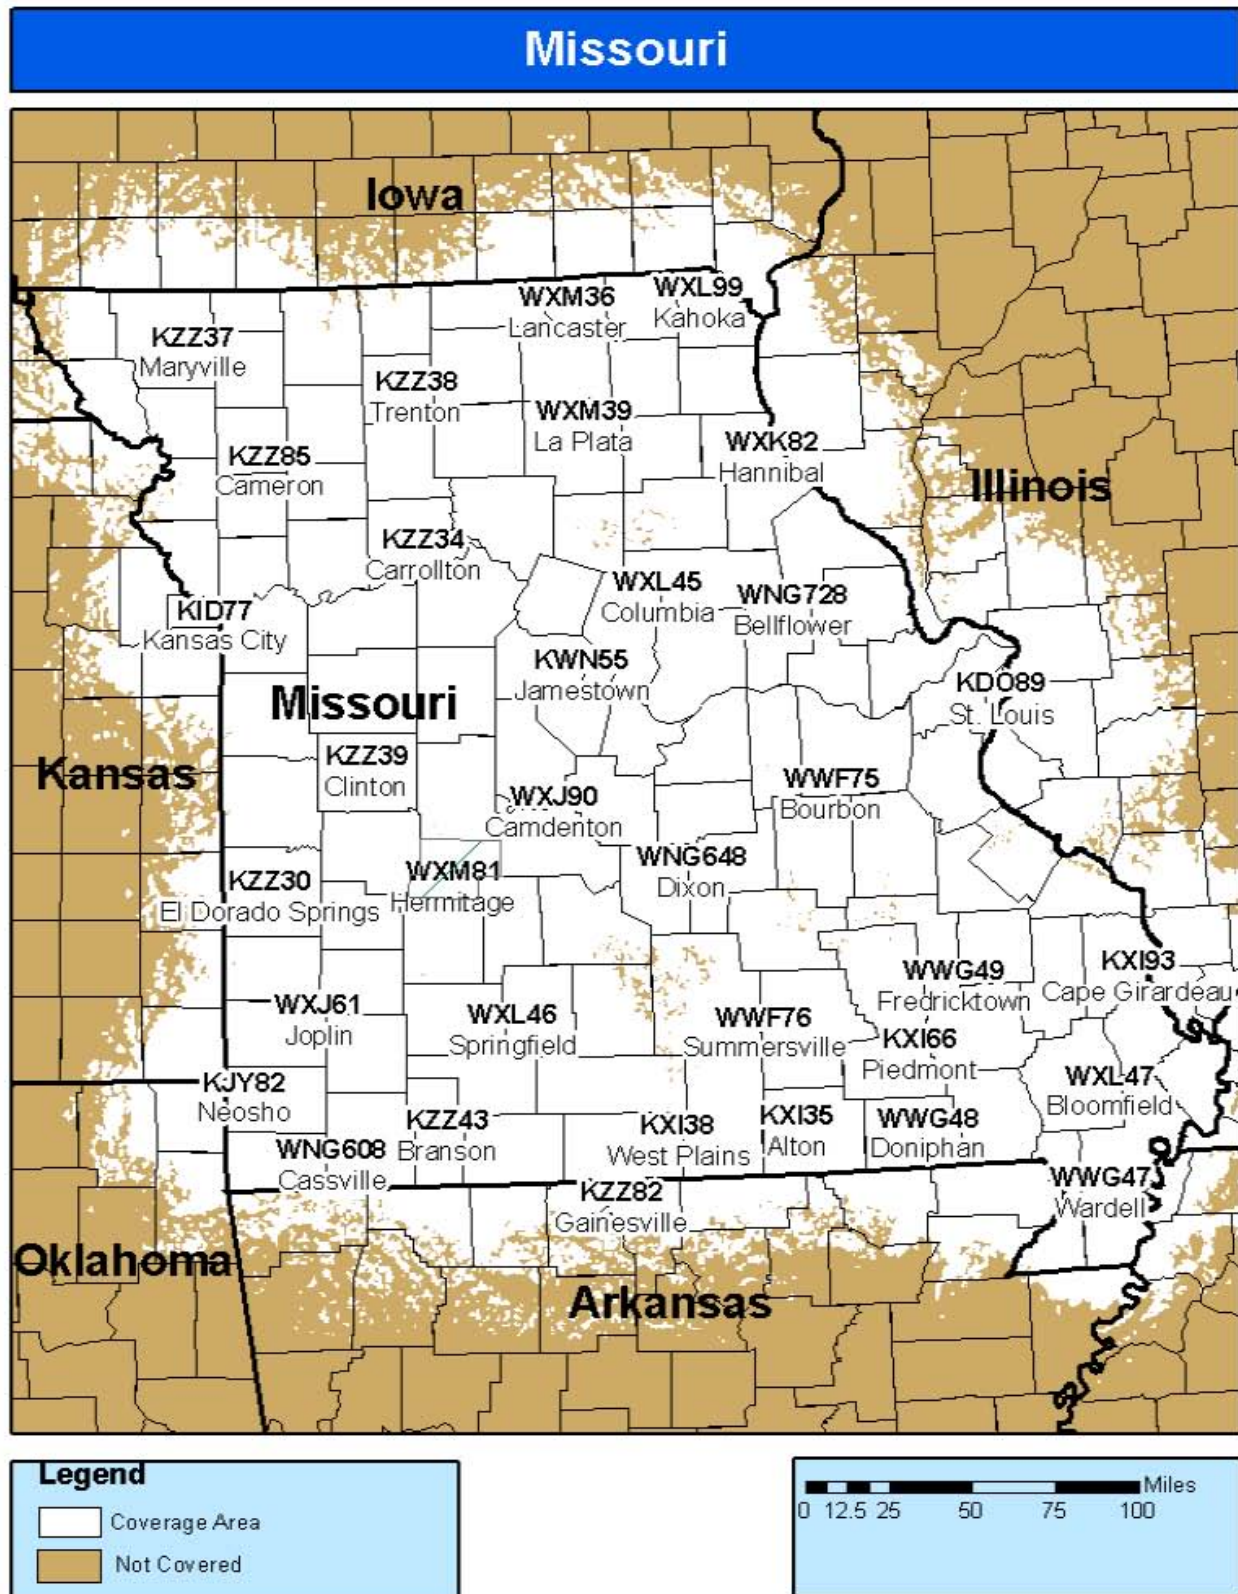 Missouri
Iowa
WXM36
Lancaster
WXL99
Kahoka
KZZ37
Maryville
KZZ38
Trenton
WXM39
La Plata
WXK82
Hannibal
KZZ85
Cameron
Illinois
KZZ34
Carrollton
WXL45
Columbia
WNG728
Bellflower
KID77
Kansas City
KWN55
Jamestown
KDO89
St. Louis
Missouri
Kansas
KZZ39
Clinton
WXJ90
Camdenton
WWF75
Bourbon
WNG648
Dixon
WXM81
Hermitage
KZZ30
El Dorado Springs
WWG49
Fredricktown
KXI93
Cape Girardeau
WXJ61
Joplin
WXL46
Springfield
WWF76
Summersville
KXI66
Piedmont
KJY82
Neosho
WXL47
Bloomfield
KZZ43
Branson
KXI38
West Plains
KXI35
Alton
WWG48
Doniphan
WNG608
Cassville
KZZ82
Gainesville
WWG47
Wardell
Oklahoma
Arkansas
Legend
Coverage Area
Not Covered
Miles
0 12.5 25 50 75 100